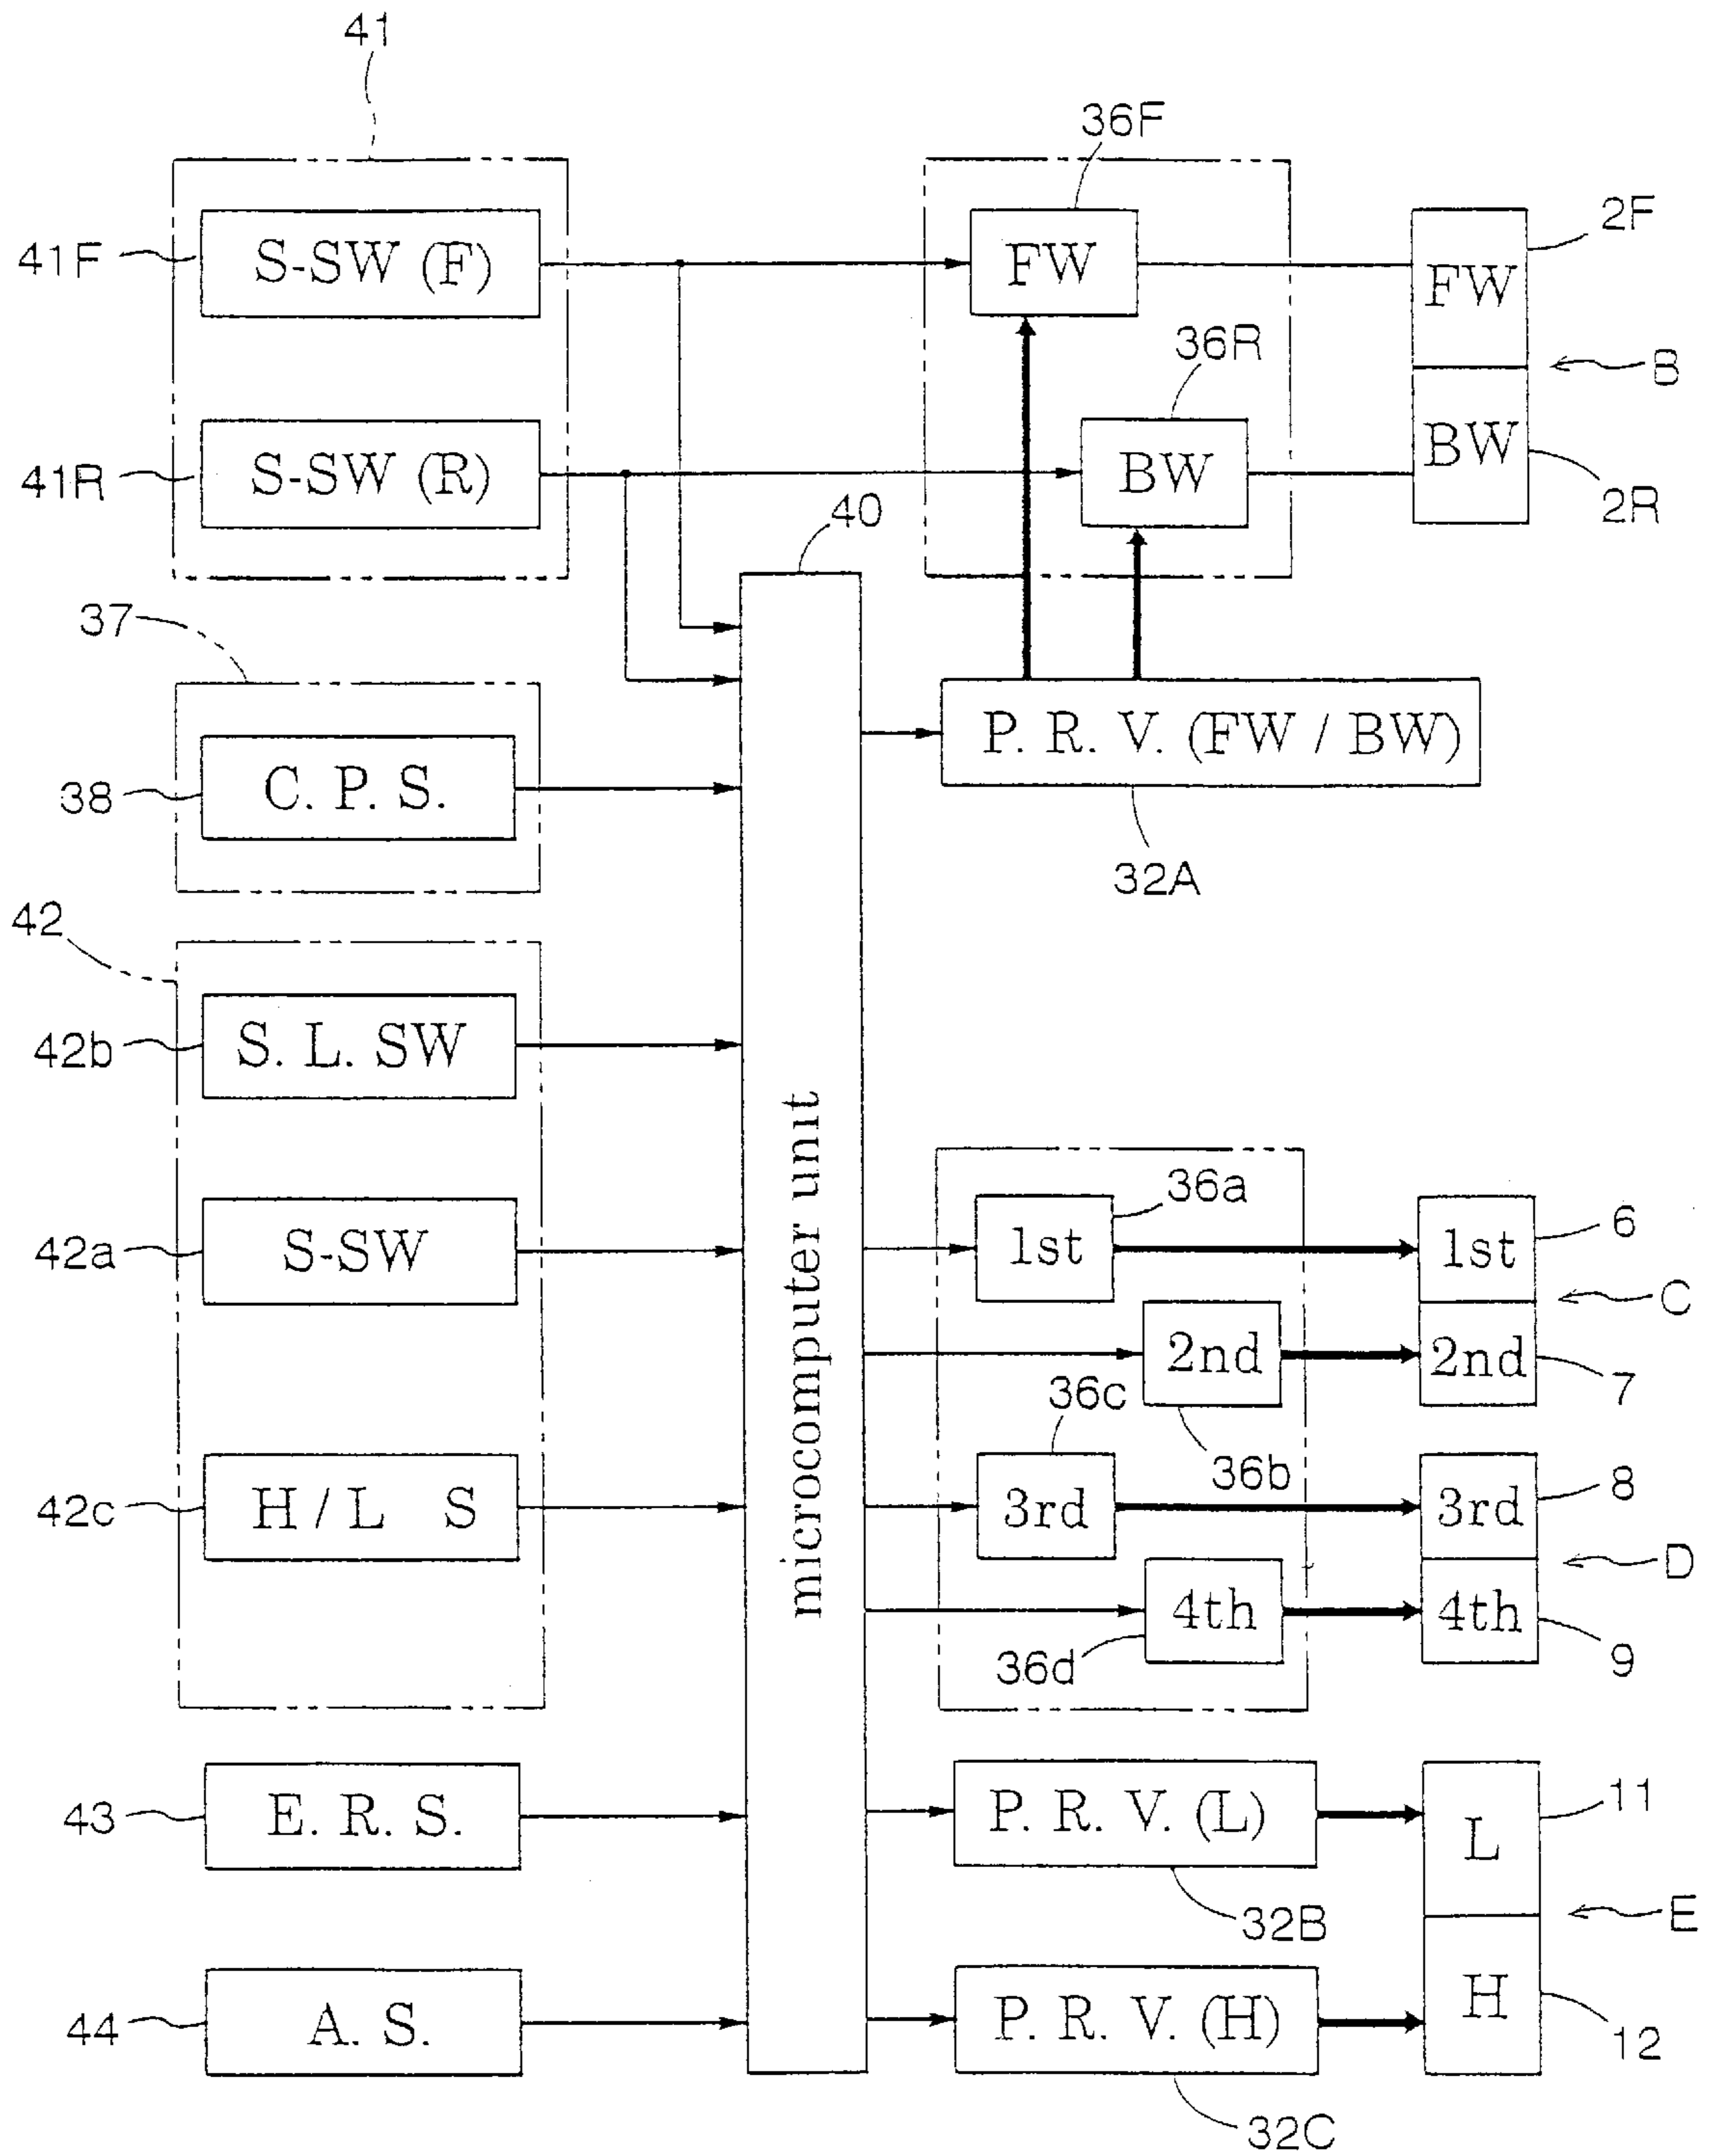 41
36F
41F
S-SW (F)
FW
2F
FW
36R
B
41R
S-SW (R)
BW
BW
2R
40
37
38
C. P. S.
P. R. V. (FW / BW)
32A
42
42b
S. L. SW
microcomputer unit
42a
S-SW
1st
36a
1st
6
C
2nd
2nd
7
36c
36b
42c
H / L S
3rd
3rd
8
D
4th
4th
9
36d
43
E. R. S.
P. R. V. (L)
L
11
32B
E
44
A. S.
P. R. V. (H)
H
12
32C